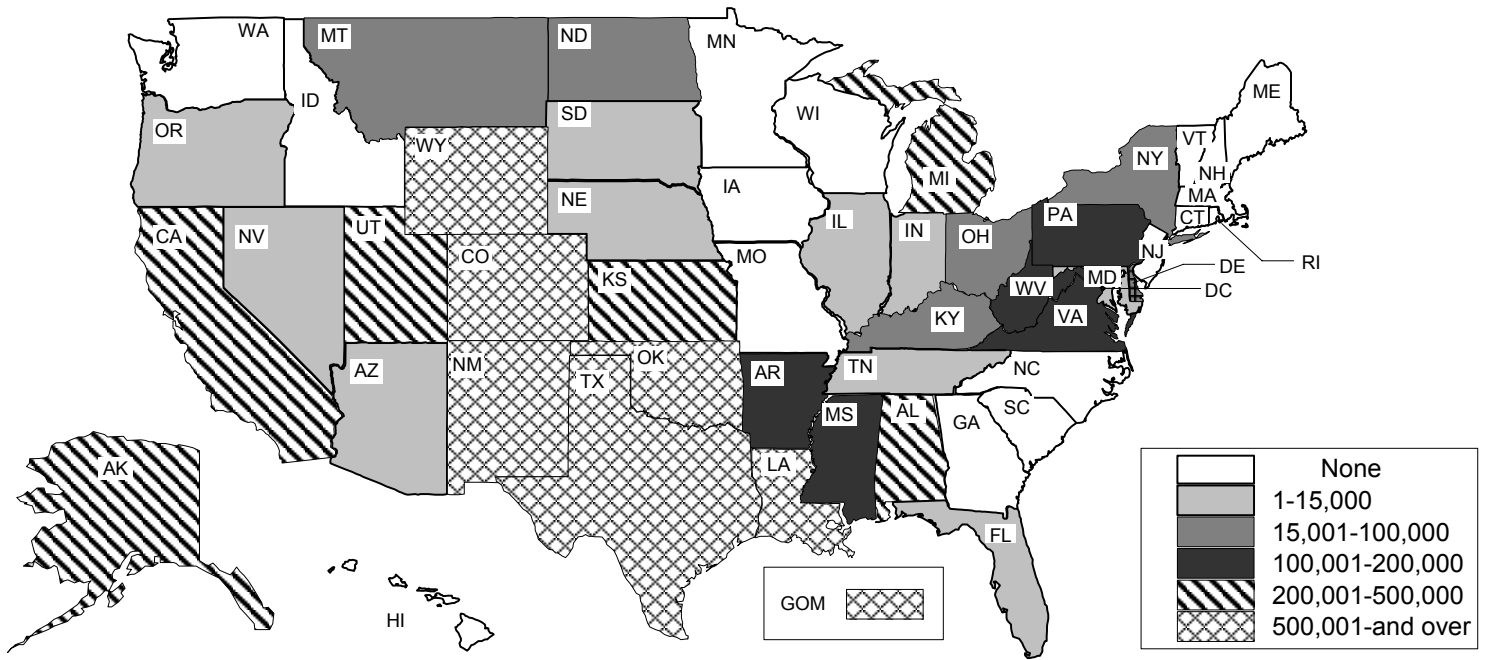 WA
MT
ND
MN
ID
OR
SD
WI
ME
VT
WY
NY
NH
MI
IA
MA
NE
CT
PA
CA
NV
UT
IL
IN
OH
NJ
RI
CO
MO
DE
MD
KS
WV
DC
VA
KY
AZ
NM
OK
AR
TN
NC
TX
MS
AL
SC
GA
AK
LA
FL
HI
GOM
None
1-15,000
15,001-100,000
100,001-200,000
200,001-500,000
500,001-and over